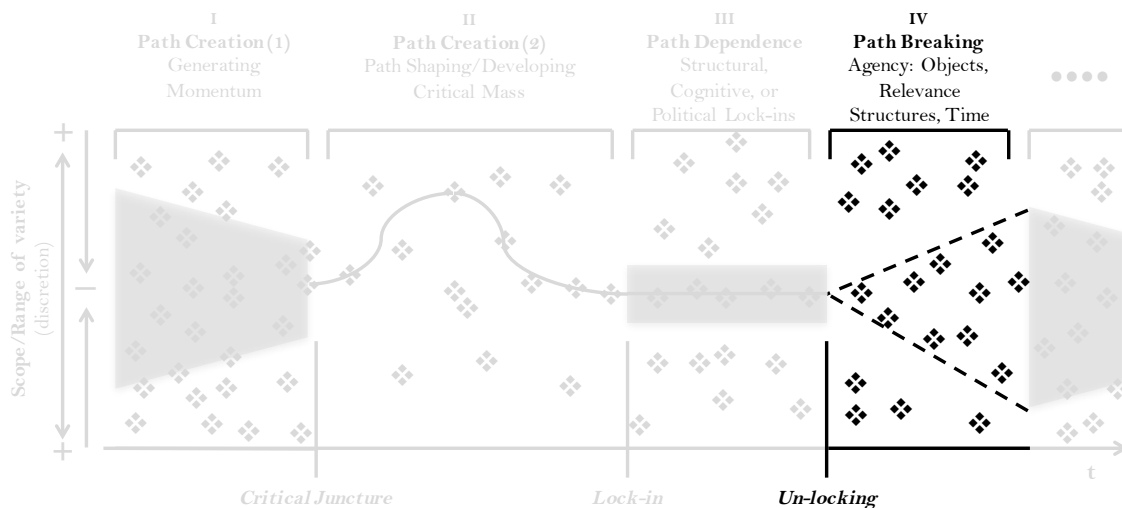 I
Path Creation (1)
Generating
Momentum
II
Path Creation (2)
Path Shaping/Developing
Critical Mass
III
Path Dependence
Structural,
Cognitive, or
Political Lock-ins
IV
Path Breaking
Agency: Objects,
Relevance
Structures, Time
Scope/Range of variety
(discretion)
t
Critical Juncture
Lock-in
Un-locking